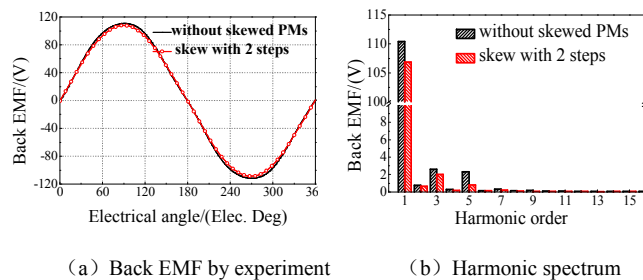 120
80
40
0
-40
-80
-120
Back EMF/(V)
without skewed PMs
skew with 2 steps
0 60 120 180 240 300 36
Electrical angle/(Elec. Deg)
(a) Back EMF by experiment
115
110
105
100
8
6
4
2
0
Back EMF/(V)
without skewed PMs
skew with 2 steps
1 3 5 7 9 11 13 15
Harmonic order
(b) Harmonic spectrum